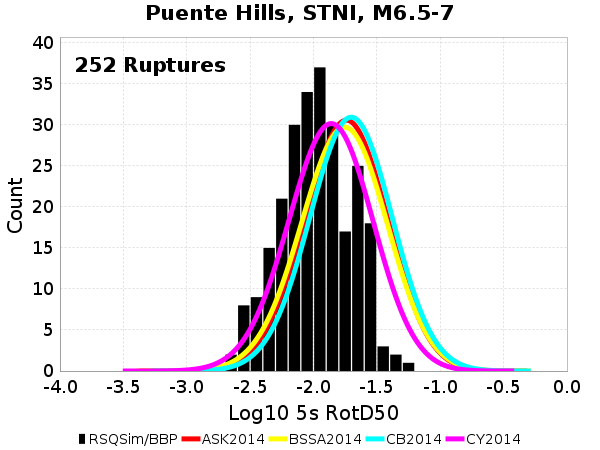 Puente Hills, STNI, M6.5-7
252 Ruptures
Count
40
35
30
25
20
15
10
5
0
-4.0 -3.5 -3.0 -2.5 -2.0 -1.5 -1.0 -0.5 0.0
Log10 5s RotD50
RSQSim/BBP ASK2014 BSSA2014 CB2014 CY2014